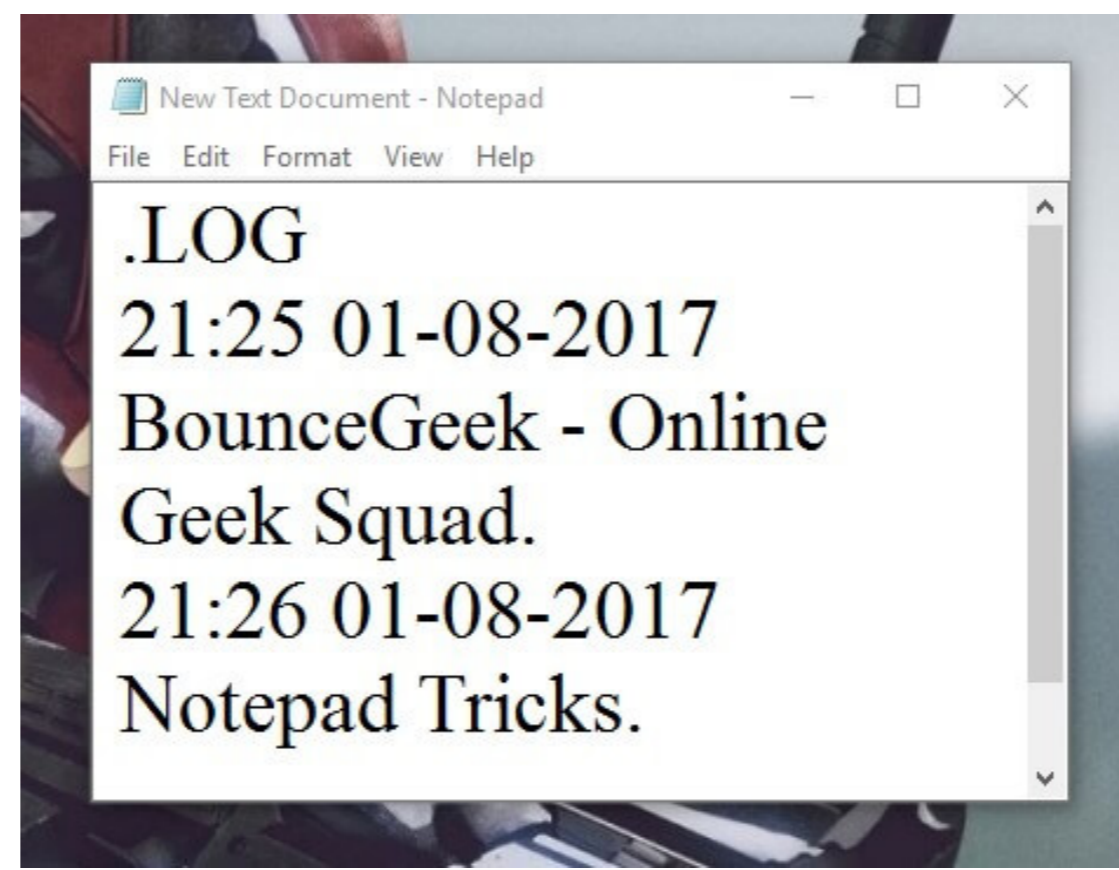 New Text Document - Notepad
File Edit Format View Help
.LOG
21:25 01-08-2017
BounceGeek - Online
Geek Squad.
21:26 01-08-2017
Notepad Tricks.